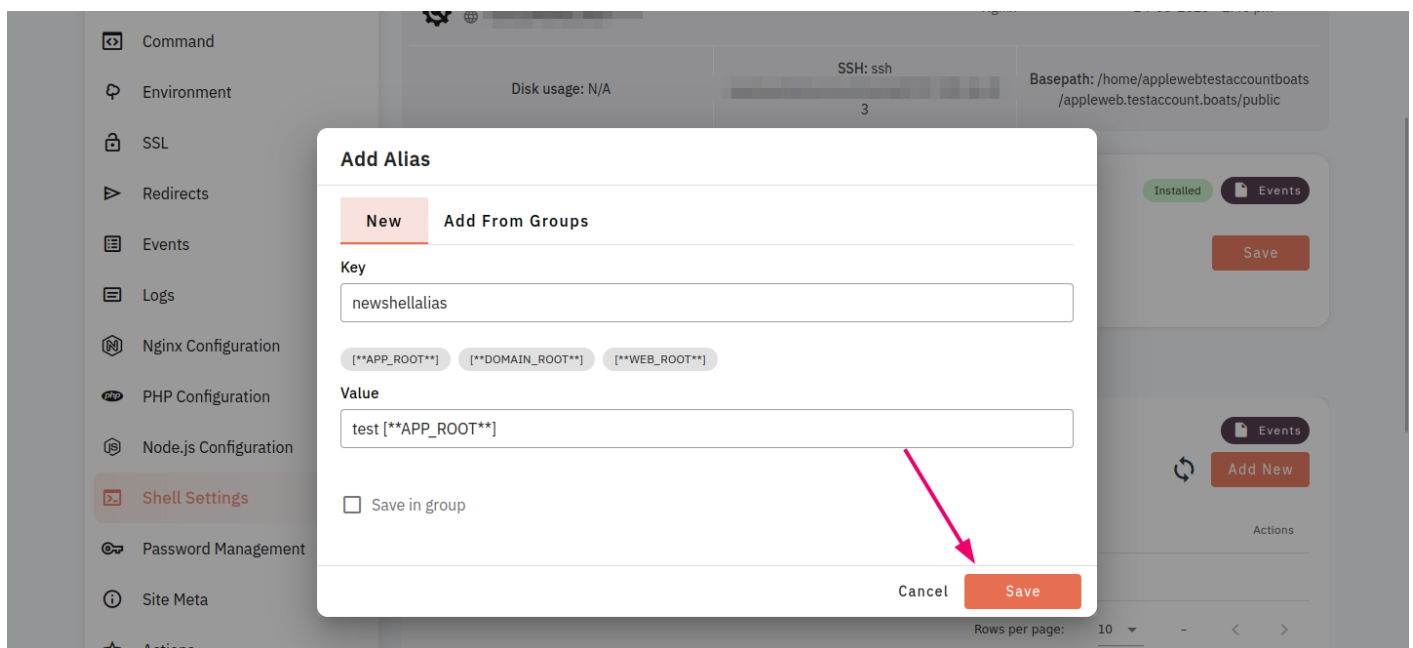 Command
Environment
SSL
Redirects
Events
Logs
Nginx Configuration
PHP Configuration
Node.js Configuration
Shell Settings
Password Management
Site Meta
Disk usage: N/A
SSH: ssh
3
Basepath: /home/applewebtestaccountboats
/appleweb.testaccount.boats/public
Installed
Events
Save
Add Alias
New
Add From Groups
Key
newshellalias
[**APP_ROOT**]
[**DOMAIN_ROOT**]
[**WEB_ROOT**]
Value
test [**APP_ROOT**]
Save in group
Cancel
Save
Events
Add New
Actions
Rows per page:
10
-